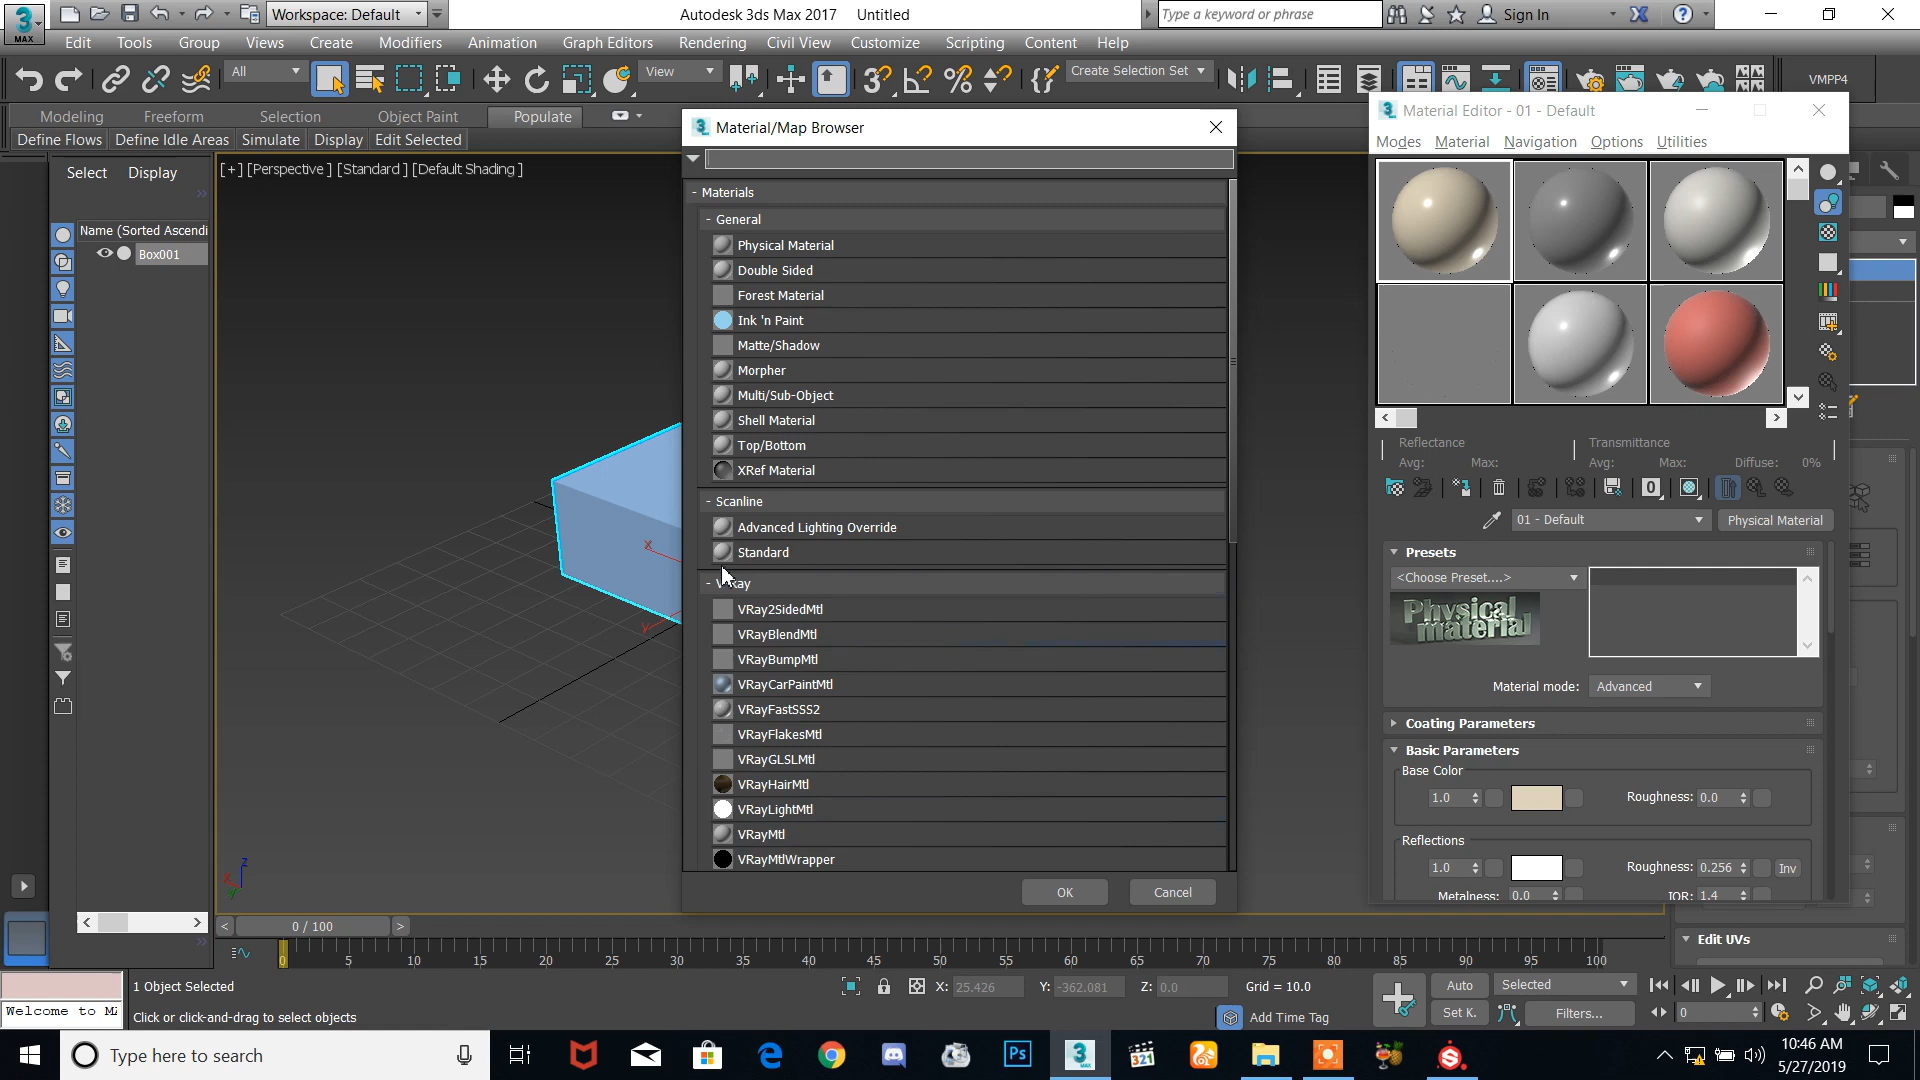 Workspace: Default
Autodesk 3ds Max 2017 Untitled
Type a keyword or phrase
Sign In
MAX
Edit Tools Group Views Create Modifiers Animation Graph Editors Rendering Civil View Customize Scripting Content Help
All
View
Create Selection Set
VMPP4
Modeling Freeform Selection Object Paint Populate
Define Flows Define Idle Areas Simulate Display Edit Selected
Select Display
Name (Sorted Ascendi
Box001
[+] [Perspective ] [Standard ] [Default Shading ]
Material/Map Browser
- Materials
- General
Physical Material
Double Sided
Forest Material
Ink 'n Paint
Matte/Shadow
Morpher
Multi/Sub-Object
Shell Material
Top/Bottom
XRef Material
- Scanline
Advanced Lighting Override
Standard
VRay2SidedMtl
VRayBlendMtl
VRayBumpMtl
VRayCarPaintMtl
VRayFastSSS2
VRayFlakesMtl
VRayGLSLMtl
VRayHairMtl
VRayLightMtl
VRayMtl
VRayMtlWrapper
OK Cancel
Material Editor - 01 - Default
Modes Material Navigation Options Utilities
Reflectance Transmittance
Avg: Max: Avg: Max: Diffuse: 0%
0
01 - Default Physical Material
Presets
<Choose Preset....>
Physical material
Material mode: Advanced
Coating Parameters
Basic Parameters
Base Color
1.0 Roughness: 0.0
Reflections
1.0 Roughness: 0.256 Inv
Metalness: 0.0 IOR: 1.4
Edit UVs
x
y
z
x
y
0 / 100
0 5 10 15 20 25 30 35 40 45 50 55 60 65 70 75 80 85 90 95 100
1 Object Selected
Click or click-and-drag to select objects
X: 25.426 Y: -362.081 Z: 0.0 Grid = 10.0
Add Time Tag
Auto Selected
Set K. Filters...
0
Welcome to M
Type here to search
Ps
3
MAX
321
10:46 AM
5/27/2019